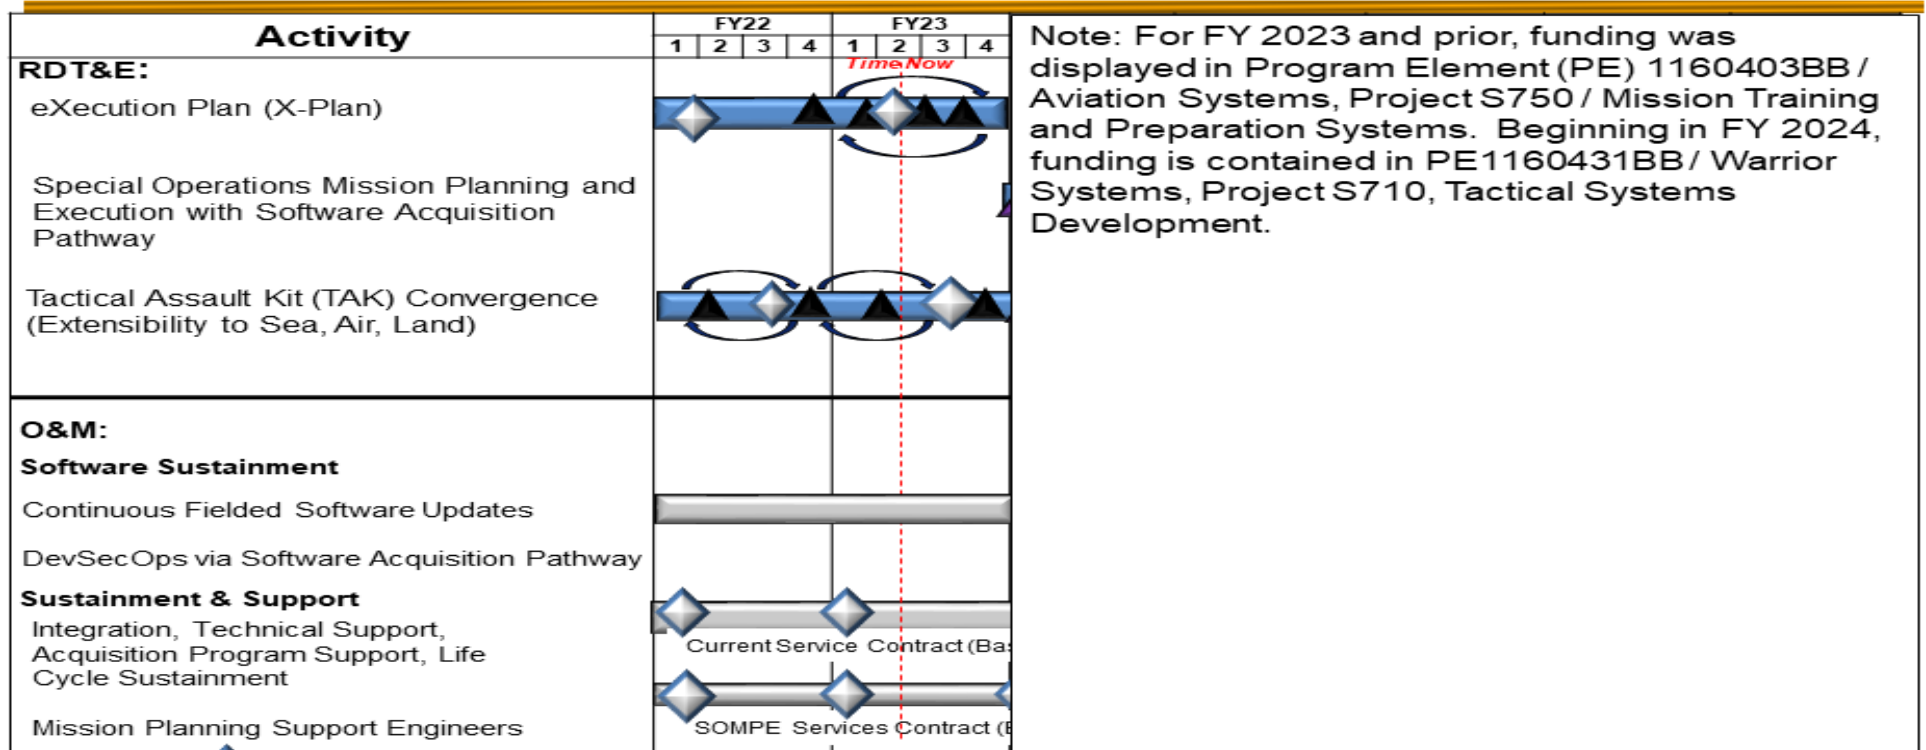 Activity
FY22
FY23
1 2 3 4 1 2 3 4
Time Now
RDT&E:
eXecution Plan (X-Plan)
Special Operations Mission Planning and
Execution with Software Acquisition
Pathway
Tactical Assault Kit (TAK) Convergence
(Extensibility to Sea, Air, Land)
O&M:
Software Sustainment
Continuous Fielded Software Updates
DevSecOps via Software Acquisition Pathway
Sustainment & Support
Integration, Technical Support,
Acquisition Program Support, Life
Cycle Sustainment
Current Service Contract
Mission Planning Support Engineers
SOMPE Services Contract
Note: For FY 2023 and prior, funding was
displayed in Program Element (PE) 1160403BB /
Aviation Systems, Project S750 / Mission Training
and Preparation Systems. Beginning in FY 2024,
funding is contained in PE1160431BB / Warrior
Systems, Project S710, Tactical Systems
Development.